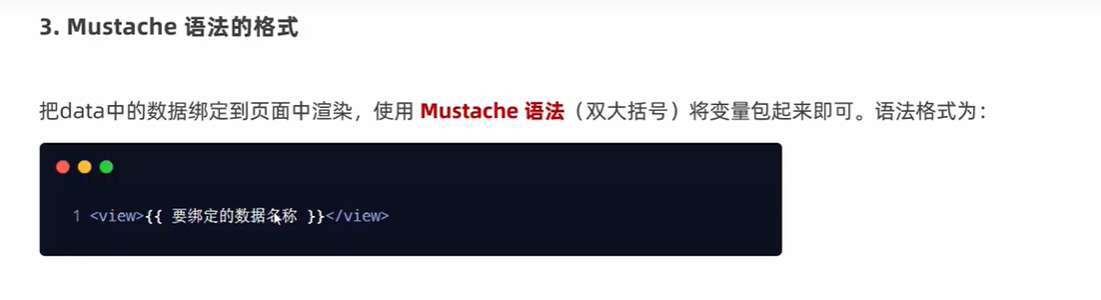 3. Mustache 语法的格式
把data中的数据绑定到页面中渲染，使用 Mustache 语法（双大括号）将变量包起来即可。语法格式为：
1 <view>{{ 要绑定的数据名称 }}</view>